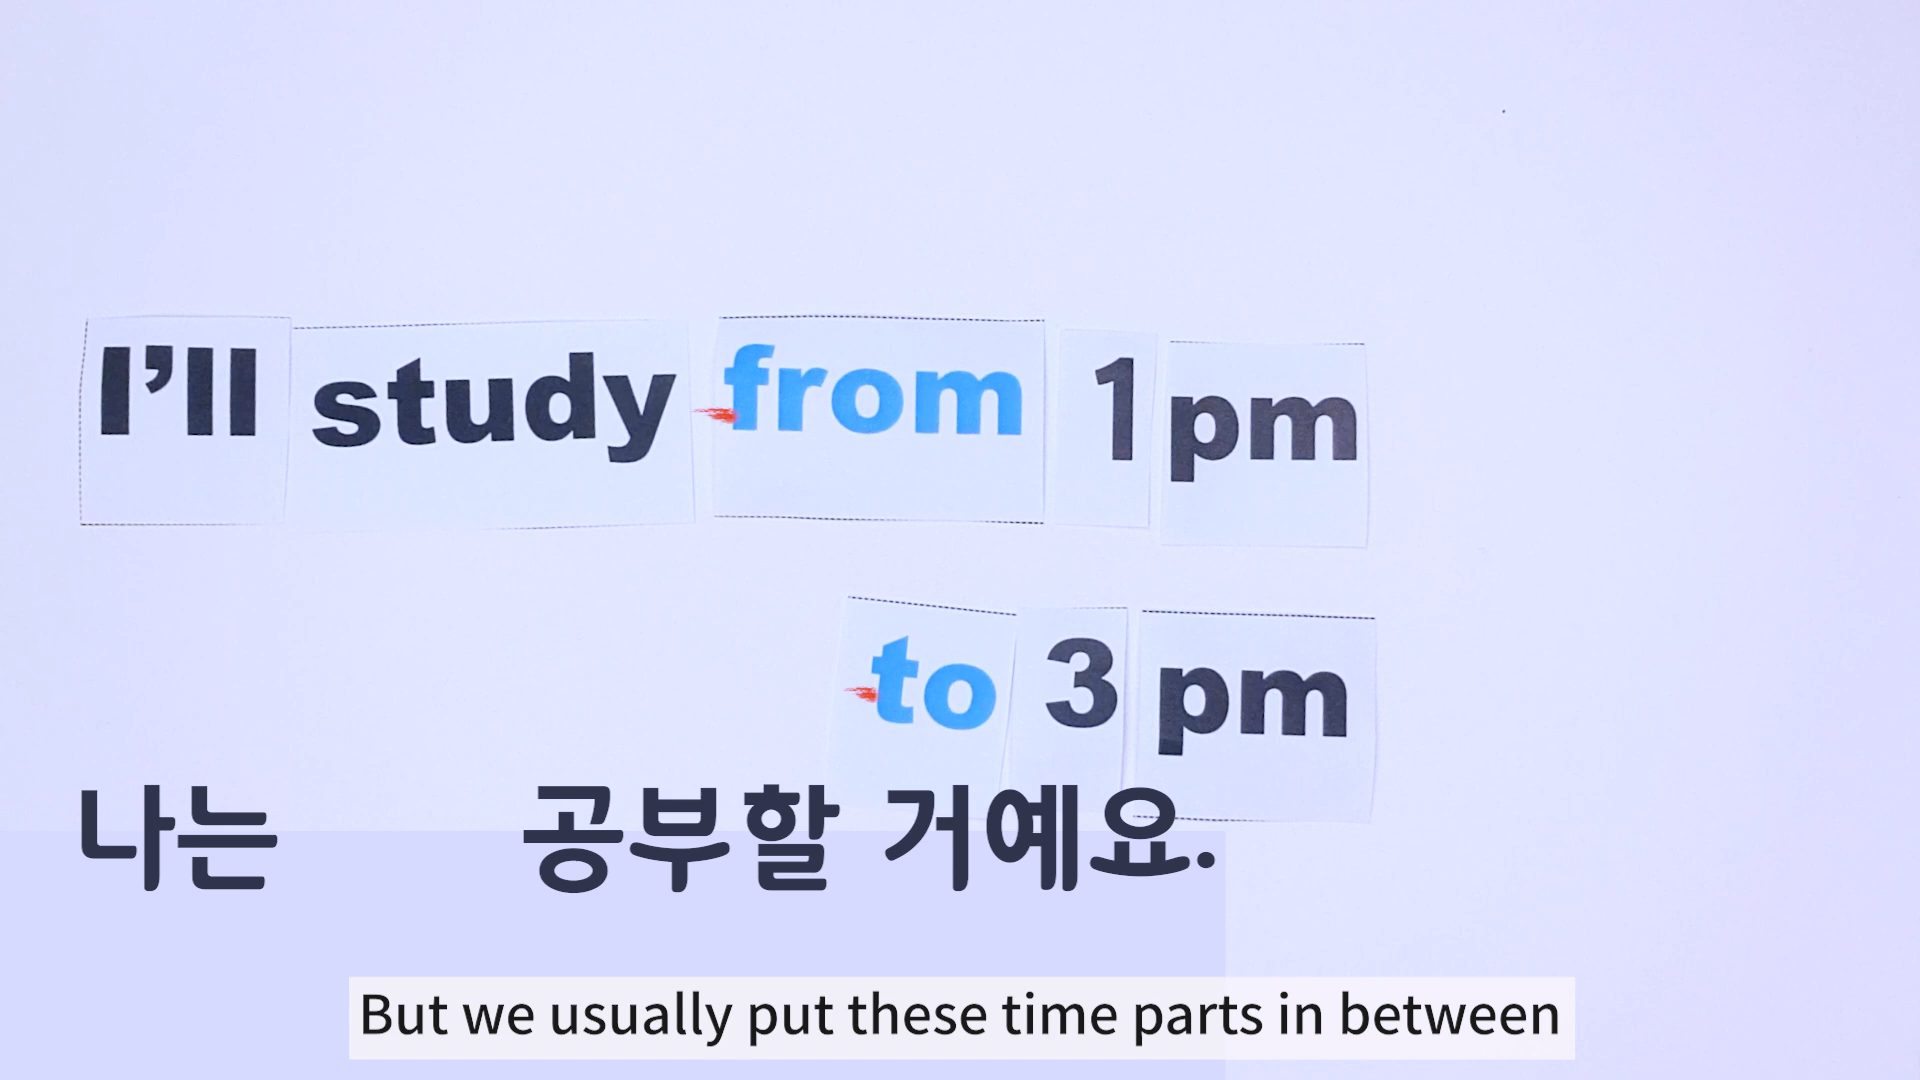 I'll study from 1 pm
to 3 pm
나는 공부할 거예요.
But we usually put these time parts in between